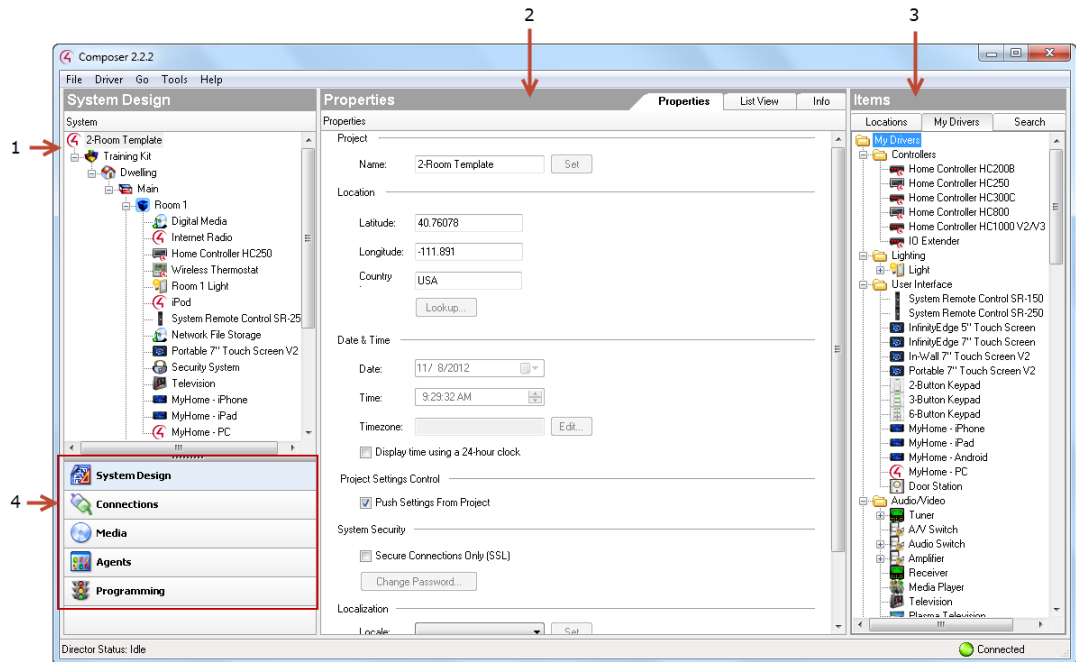 2
3
Composer 2.2.2
File Driver Go Tools Help
System Design
System
1
2-Room Template
Training Kit
Dwelling
Main
Room 1
Digital Media
Internet Radio
Home Controller HC250
Wireless Thermostat
Room 1 Light
iPod
System Remote Control SR-25
Network File Storage
Portable 7" Touch Screen V2
Security System
Television
MyHome - iPhone
MyHome - iPad
MyHome - PC
4
System Design
Connections
Media
Agents
Programming
Properties
Properties List View Info
Properties
Project
Name: 2-Room Template Set
Location
Latitude: 40.76078
Longitude: -111.891
Country
:
USA
Lookup...
Date & Time
Date: 11/ 8/2012
Time: 9:29:32 AM
Timezone: Edit...
Display time using a 24-hour clock
Project Settings Control
Push Settings From Project
System Security
Secure Connections Only (SSL)
Change Password...
Localization
Locale: Set
Items
Locations My Drivers Search
My Drivers
Controllers
Home Controller HC200B
Home Controller HC250
Home Controller HC300C
Home Controller HC800
Home Controller HC1000 V2/V3
IO Extender
Lighting
Light
User Interface
System Remote Control SR-150
System Remote Control SR-250
InfinityEdge 5" Touch Screen
InfinityEdge 7" Touch Screen
In-Wall 7" Touch Screen V2
Portable 7" Touch Screen V2
2-Button Keypad
3-Button Keypad
6-Button Keypad
MyHome - iPhone
MyHome - iPad
MyHome - Android
MyHome - PC
Door Station
Audio/Video
Tuner
A/V Switch
Audio Switch
Amplifier
Receiver
Media Player
Television
Plasma Television
Director Status: Idle
Connected